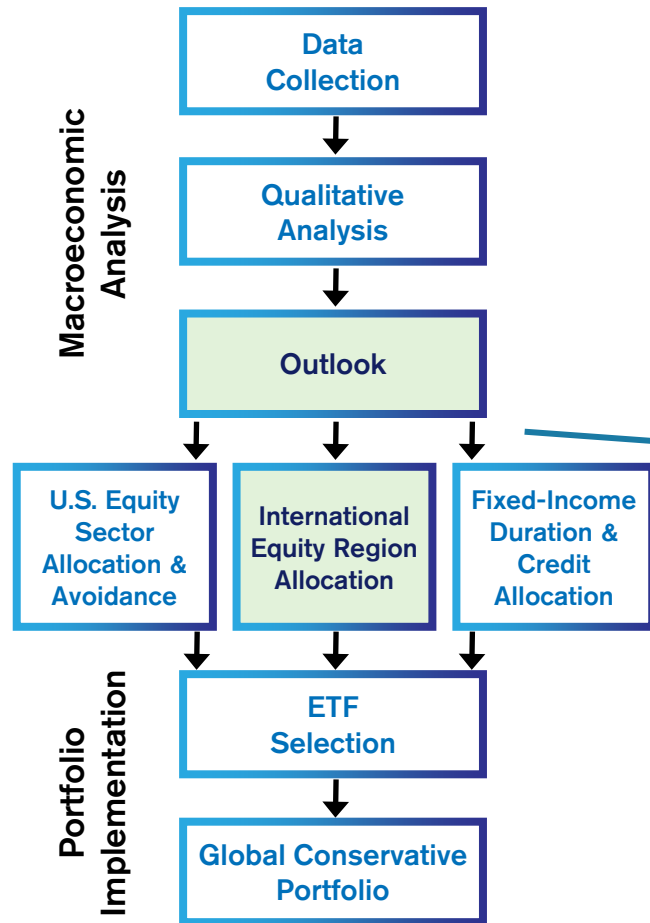 Macroeconomic
Analysis
Data
Collection
Qualitative
Analysis
Outlook
U.S. Equity
Sector
Allocation &
Avoidance
International
Equity Region
Allocation
Fixed-Income
Duration &
Credit
Allocation
Portfolio
Implementation
ETF
Selection
Global Conservative
Portfolio